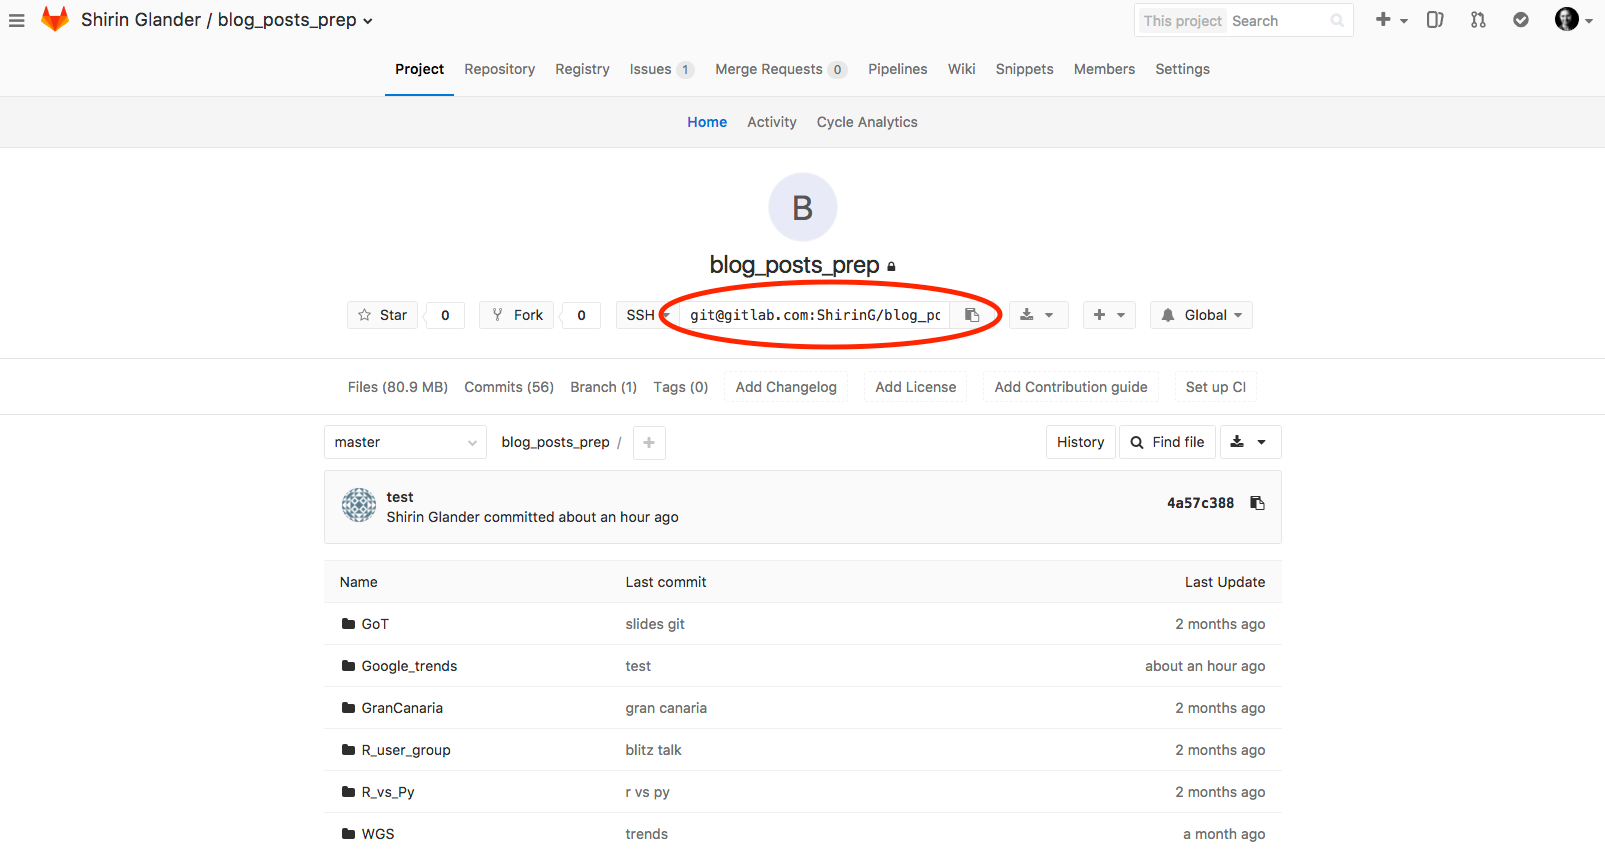 Shirin Glander / blog_posts_prep
This project Search
Project Repository Registry Issues 1 Merge Requests 0 Pipelines Wiki Snippets Members Settings
Home Activity Cycle Analytics
B
blog_posts_prep
Star 0 Fork 0 SSH git@gitlab.com:ShirinG/blog_po Global
Files (80.9 MB) Commits (56) Branch (1) Tags (0) Add Changelog Add License Add Contribution guide Set up CI
master blog_posts_prep / + History Find file
test
Shirin Glander committed about an hour ago
4a57c388
Name Last commit Last Update
GoT slides git 2 months ago
Google_trends test about an hour ago
GranCanaria gran canaria 2 months ago
R_user_group blitz talk 2 months ago
R_vs_Py r vs py 2 months ago
WGS trends a month ago